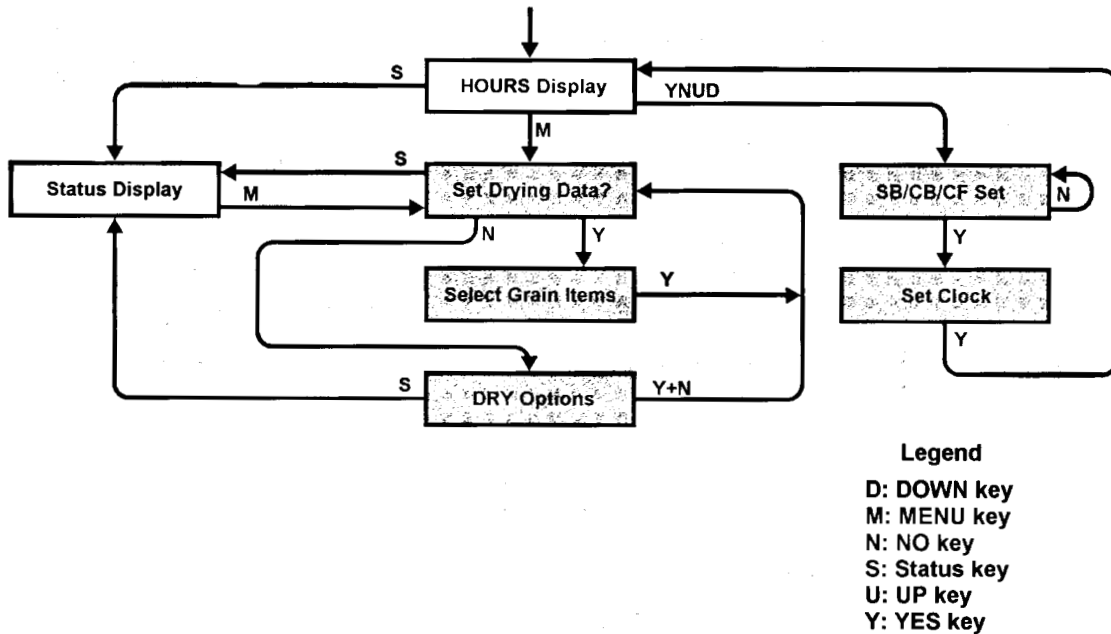 S
HOURS Display
YNUD
M
Status Display
S
M
Set Drying Data?
SB/CB/CF Set
N
N
Y
Y
Select Grain Items
Y
Set Clock
Y
S
DRY Options
Y+N
Legend
D: DOWN key
M: MENU key
N: NO key
S: Status key
U: UP key
Y: YES key